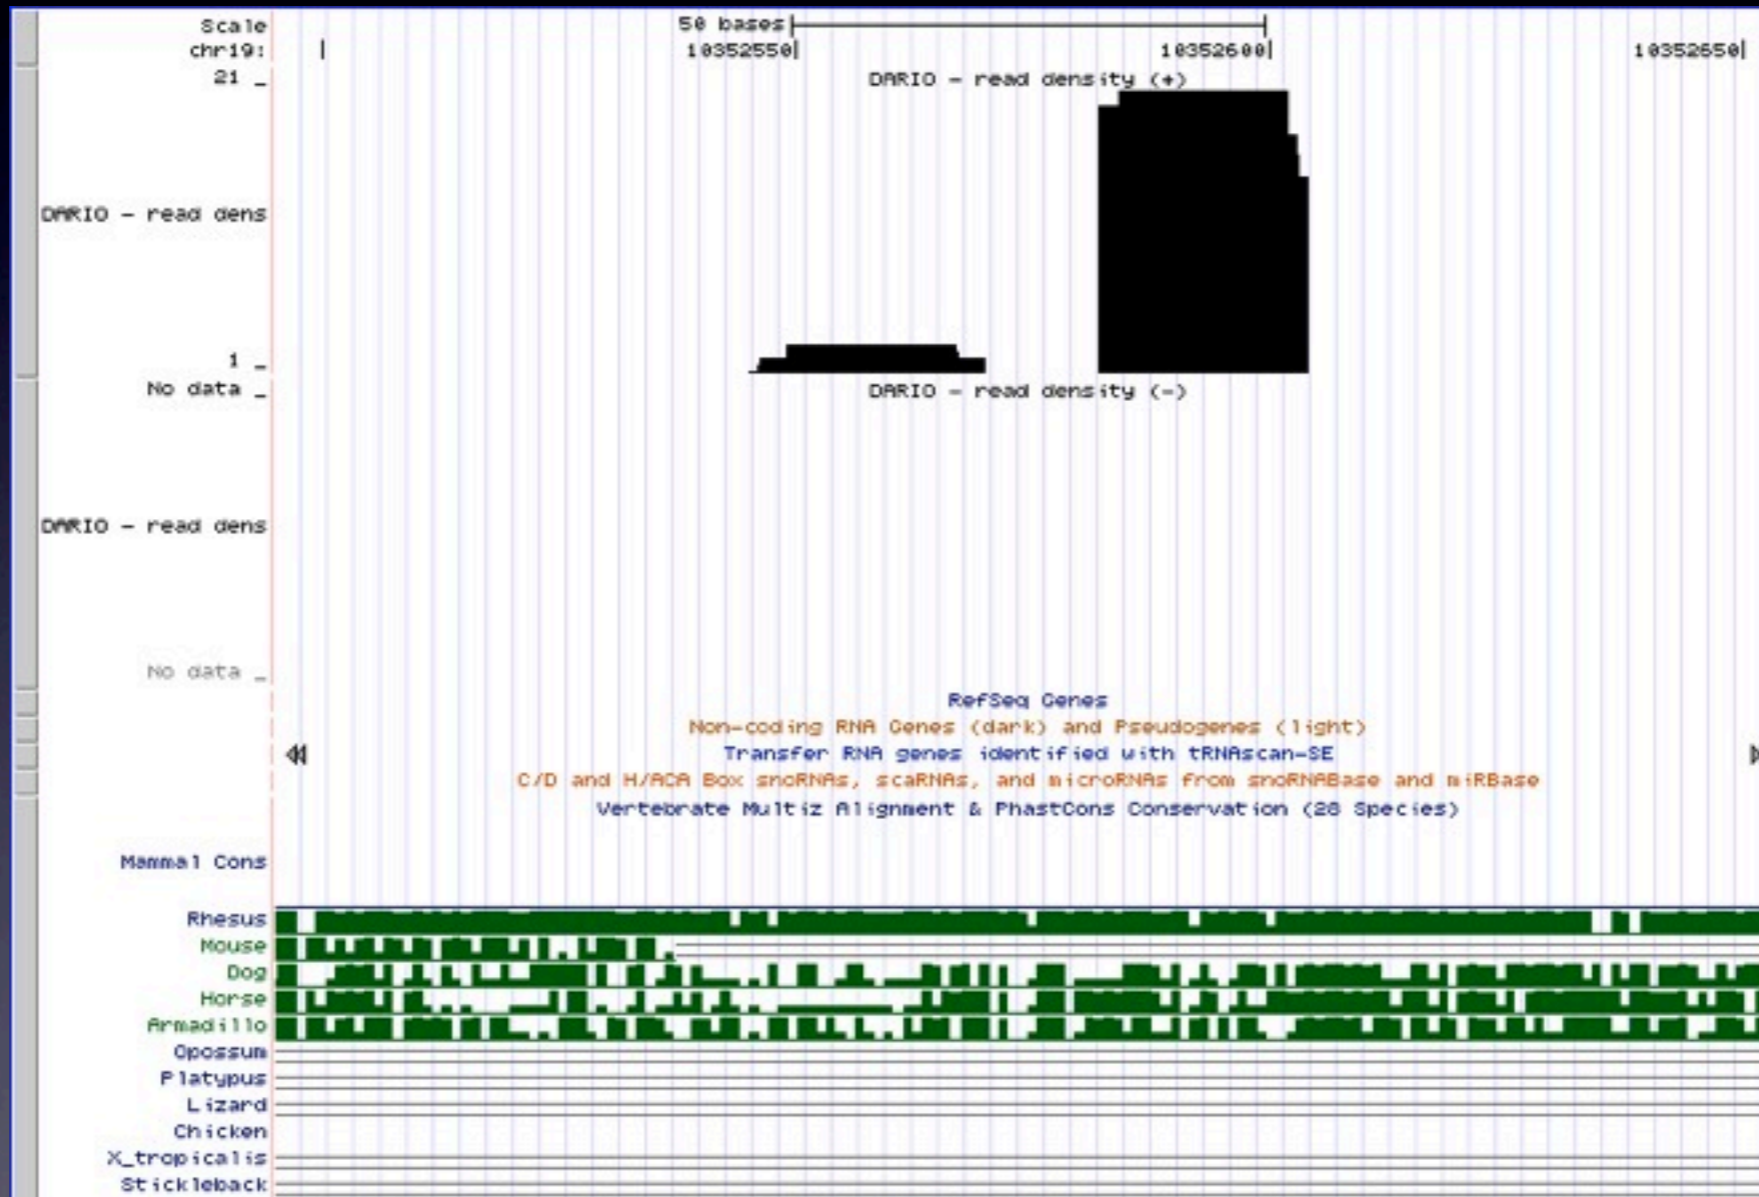 Scale 50 bases
chr19: 10352550 10352600 10352650
21 _ DARIO - read density (+)
DARIO - read dens
1 _
No data _ DARIO - read density (-)
DARIO - read dens
No data _
RefSeq Genes
Non-coding RNA Genes (dark) and Pseudogenes (light)
Transfer RNA genes identified with tRNAscan-SE
C/D and H/ACA Box snoRNAs, scaRNAs, and microRNAs from snoRNABase and miRBase
Vertebrate Multiz Alignment & PhastCons Conservation (28 Species)
Mammal Cons
Rhesus
Mouse
Dog
Horse
Armadillo
Opossum
Platypus
Lizard
Chicken
X_tropicalis
Stickleback